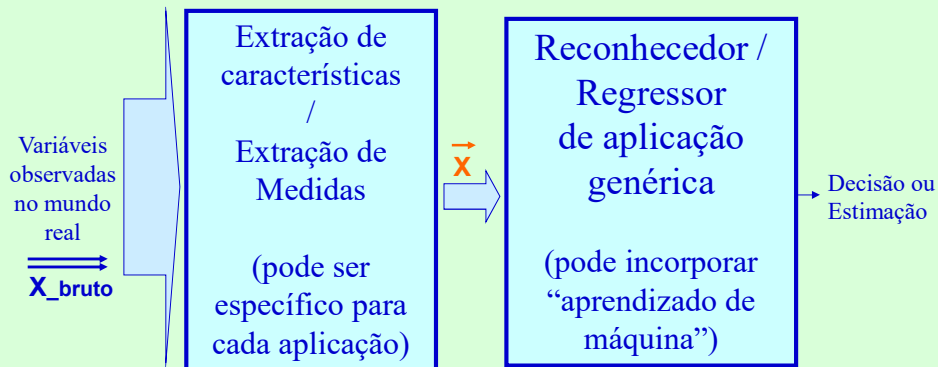 Variáveis
observadas
no mundo
real
X_bruto
Extração de
características
/
Extração de
Medidas
(pode ser
específico para
cada aplicação)
X
Reconhecedor /
Regressor
de aplicação
genérica
(pode incorporar
“aprendizado de
máquina”)
Decisão ou
Estimação